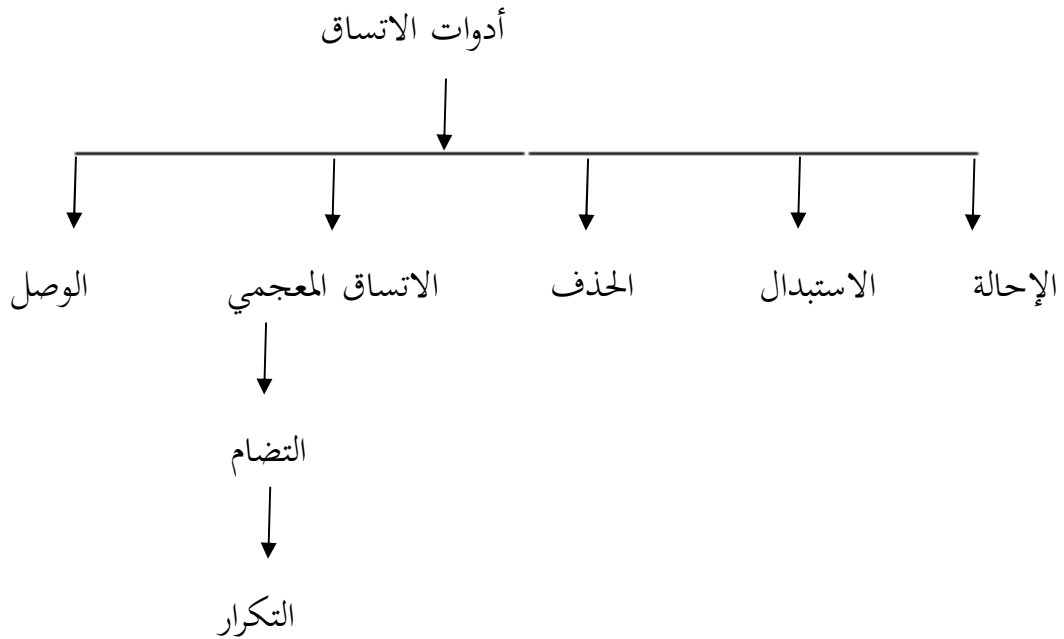 أدوات الاتساق
الإحالة الاستبدال الحذف الاتساق المعجمي الوصل
التضام
التكرار